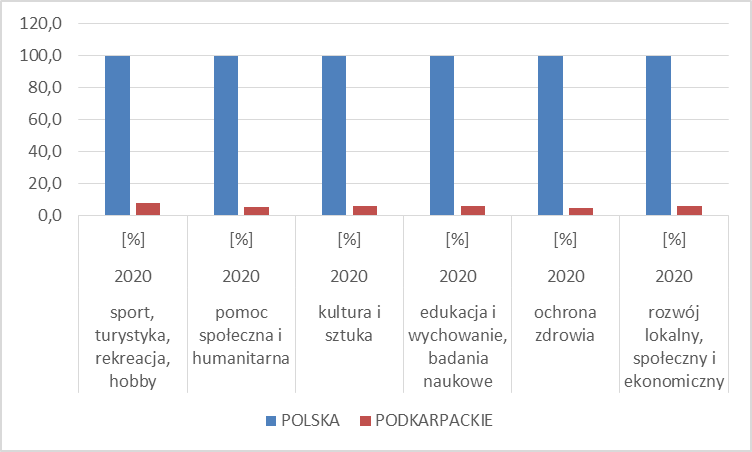 120,0
100,0
80,0
60,0
40,0
20,0
0,0
[%] [%] [%] [%] [%] [%]
2020 2020 2020 2020 2020 2020
sport,
turystyka,
rekreacja,
hobby
pomoc
społeczna i
humanitarna
kultura i
sztuka
edukacja i
wychowanie,
badania
naukowe
ochrona
zdrowia
rozwój
lokalny,
społeczny i
ekonomiczny
POLSKA PODKARPACKIE